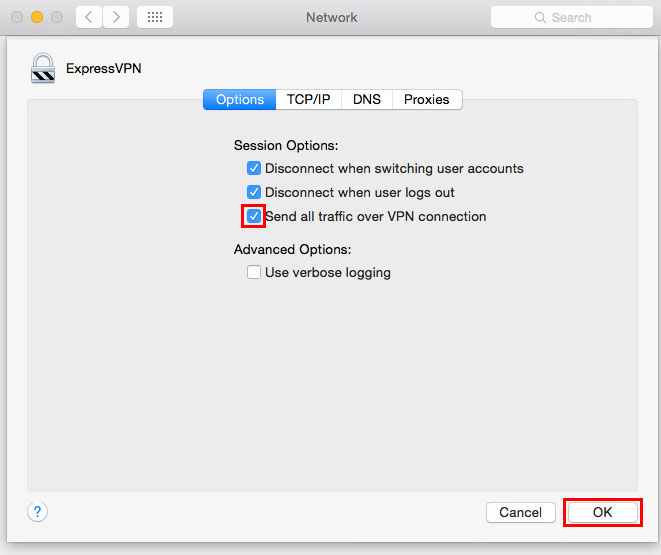 Network
Search
ExpressVPN
Options TCP/IP DNS Proxies
Session Options:
Disconnect when switching user accounts
Disconnect when user logs out
Send all traffic over VPN connection
Advanced Options:
Use verbose logging
? Cancel OK